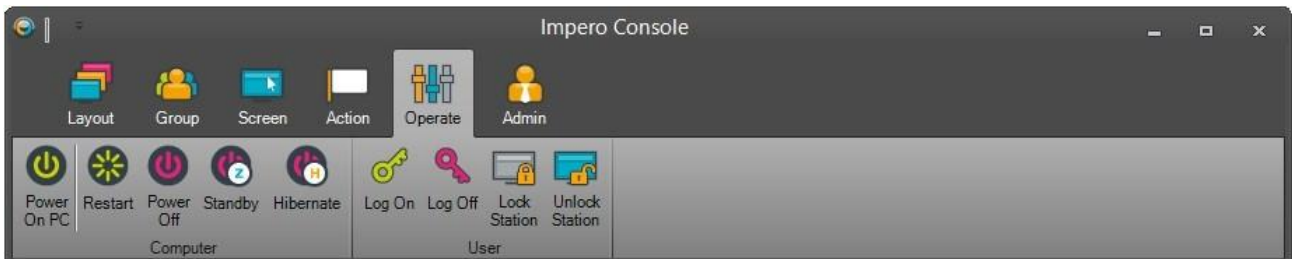 Impero Console
Layout Group Screen Action Operate Admin
Power On PC Restart Power Off Standby Z Hibernate H Log On Log Off Lock Station Unlock Station
Computer User